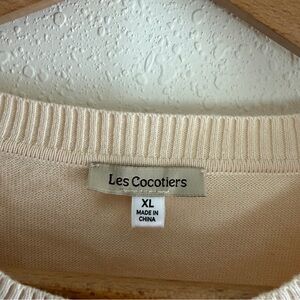 Les Cocotiers
XL
MADE IN
CHINA